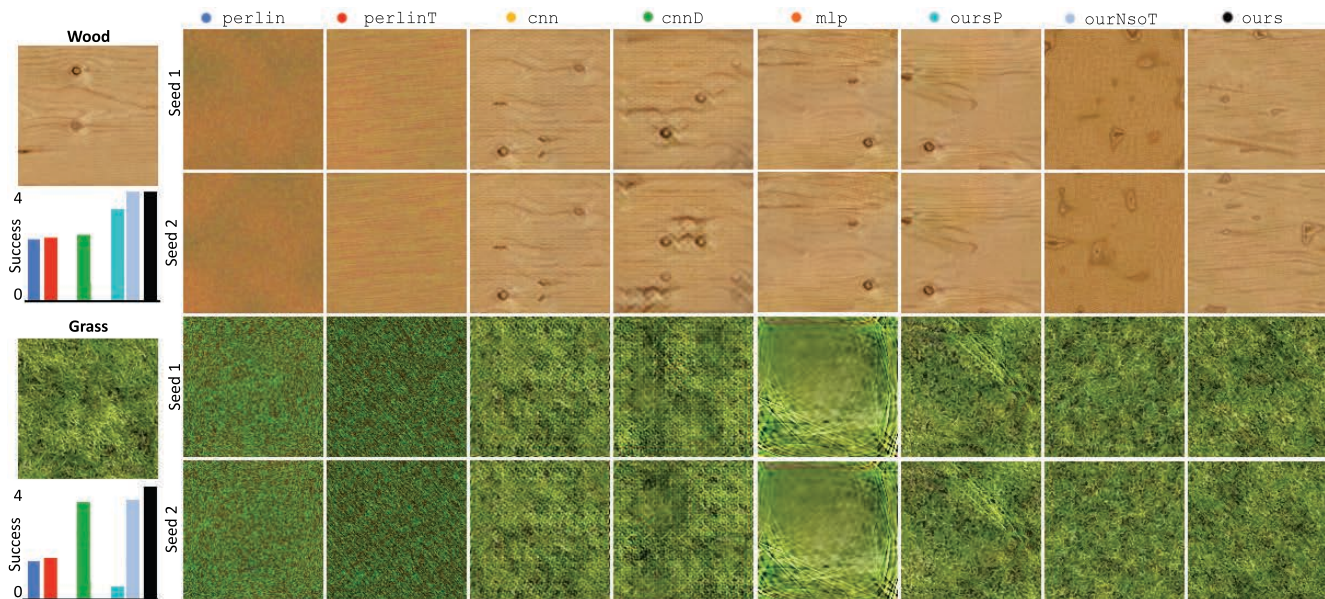 perlin perlinT cnn cnnD mlp oursP ourNsoT ours
Wood
Seed 1
4
Success
0
Seed 2
Grass
Seed 1
4
Success
0
Seed 2